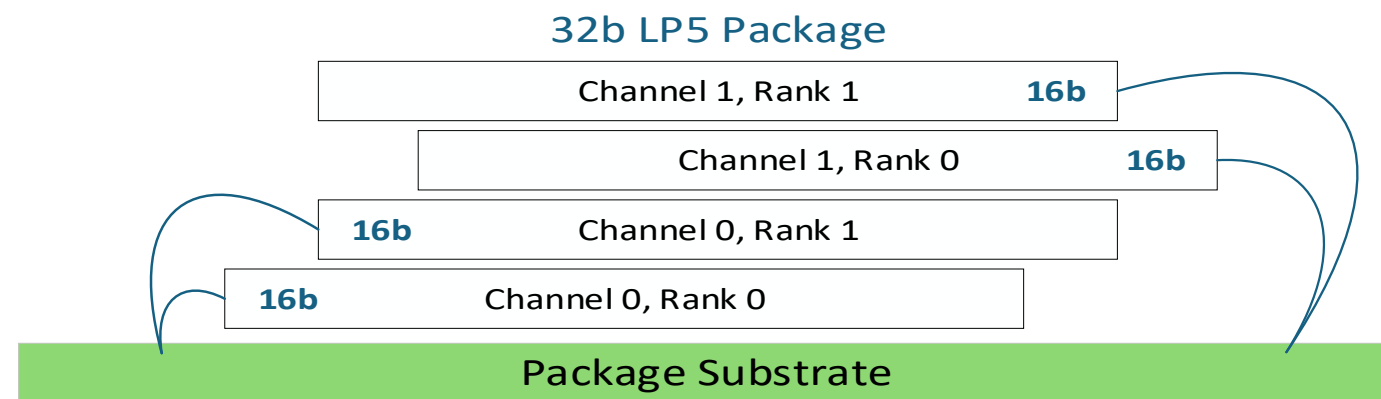 32b LP5 Package
Channel 1, Rank 1 16b
Channel 1, Rank 0 16b
16b Channel 0, Rank 1
16b Channel 0, Rank 0
Package Substrate